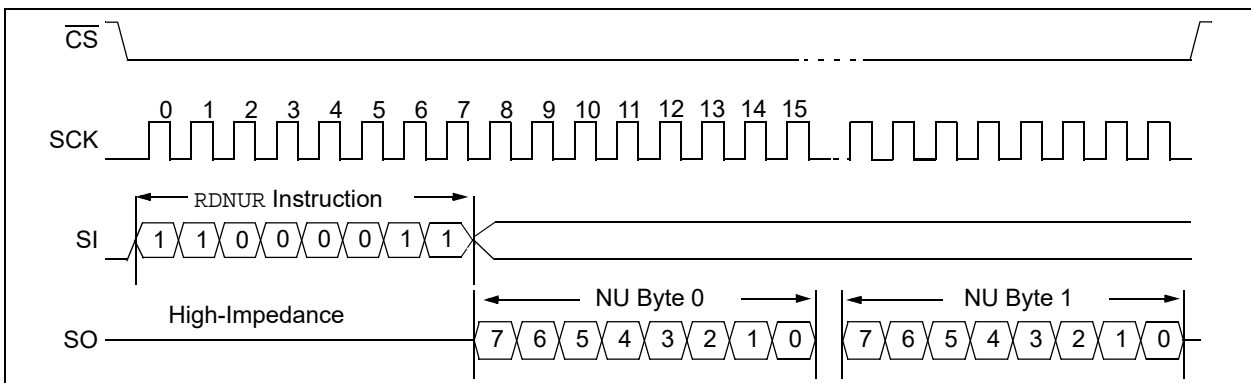 CS
0 1 2 3 4 5 6 7 8 9 10 11 12 13 14 15
SCK
RDNUR Instruction
SI 1 1 0 0 0 0 1 1
NU Byte 0 NU Byte 1
High-Impedance
SO 7 6 5 4 3 2 1 0 7 6 5 4 3 2 1 0